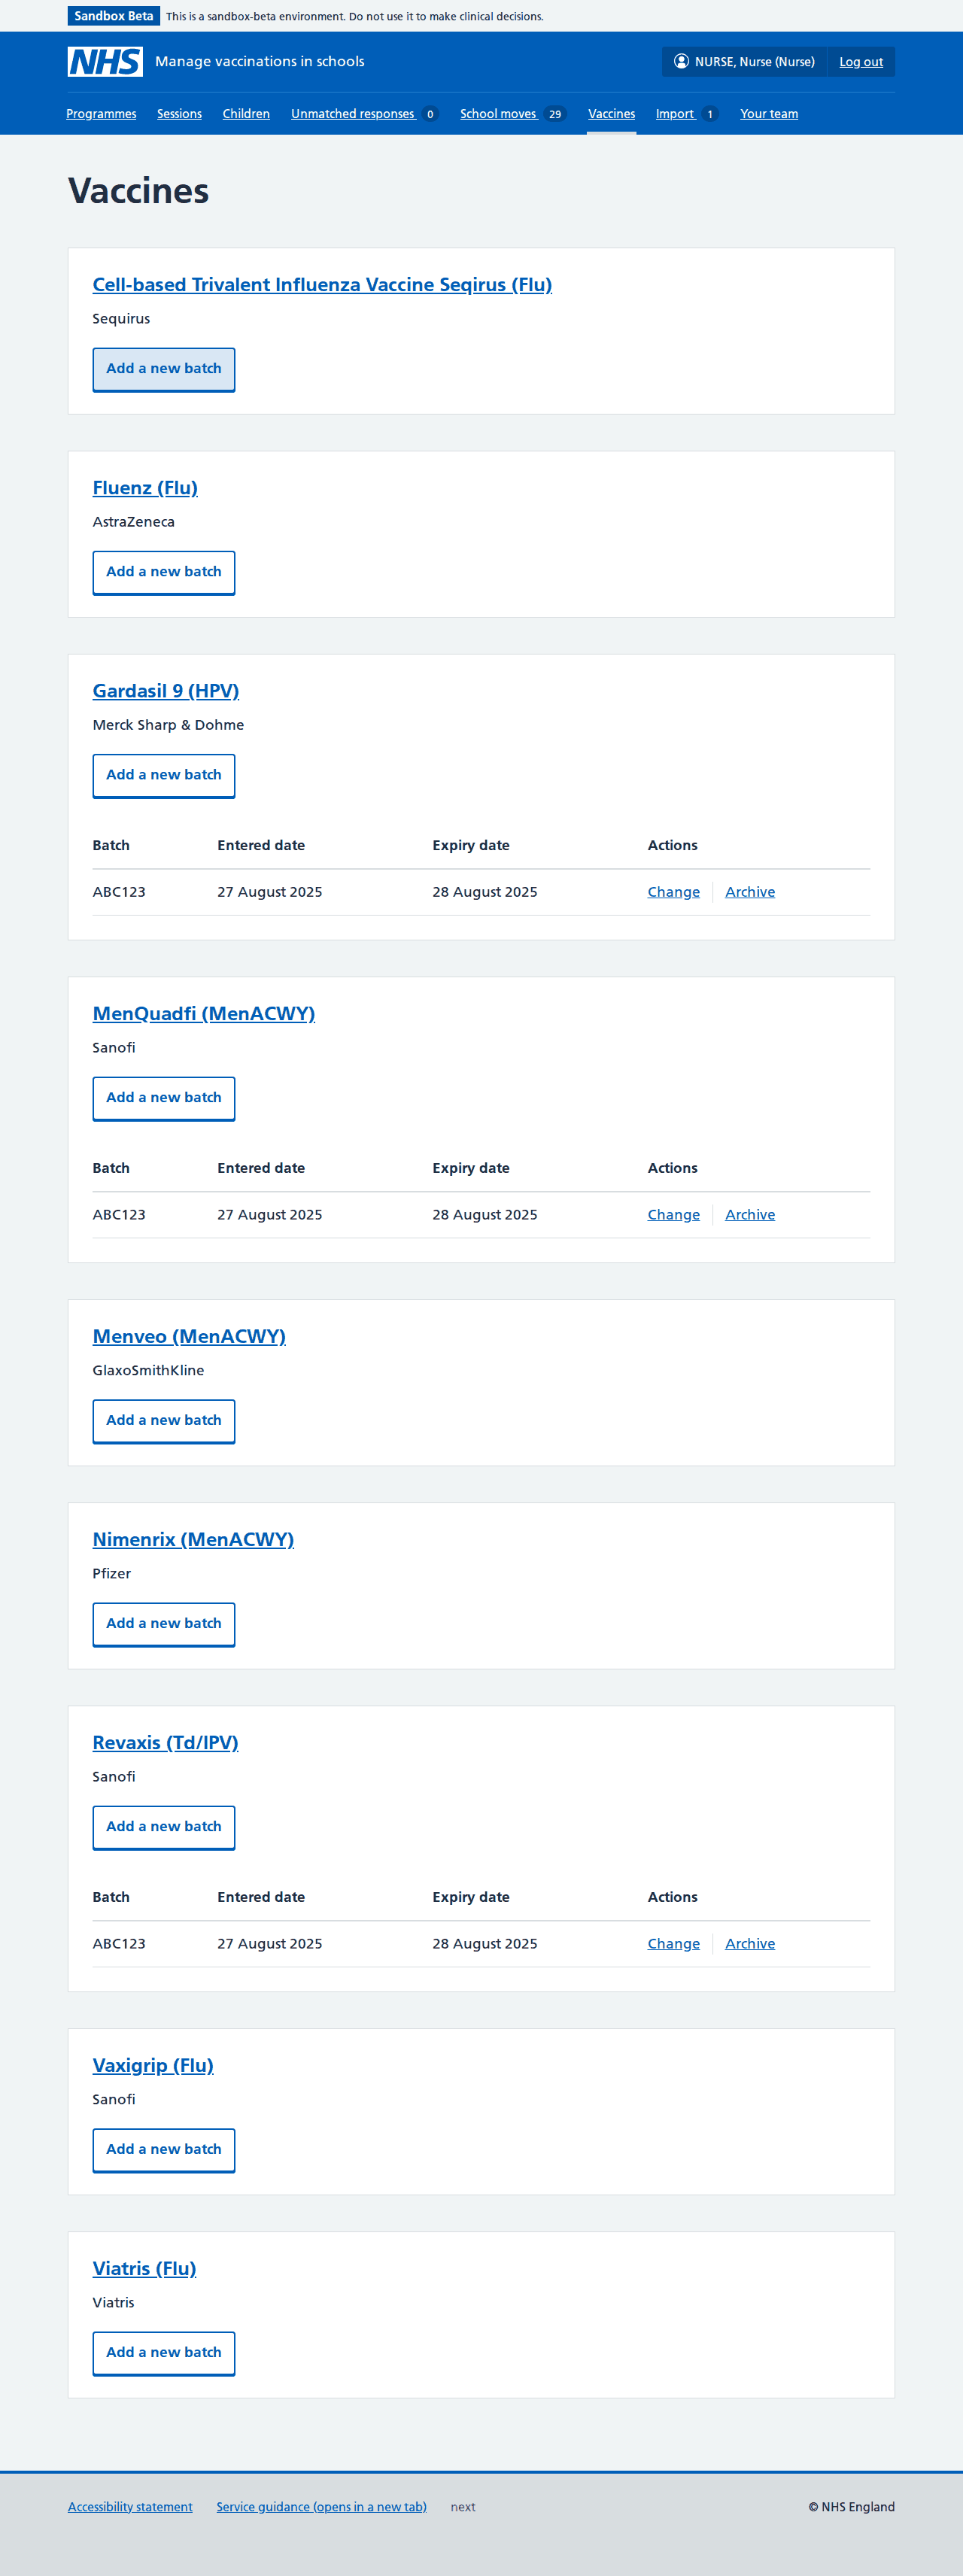 Sandbox Beta This is a sandbox-beta environment. Do not use it to make clinical decisions.
NHS Manage vaccinations in schools NURSE, Nurse (Nurse) Log out
Programmes Sessions Children Unmatched responses 0 School moves 29 Vaccines Import 1 Your team
Vaccines
Cell-based Trivalent Influenza Vaccine Seqirus (Flu)
Sequirus
Add a new batch
Fluenz (Flu)
AstraZeneca
Add a new batch
Gardasil 9 (HPV)
Merck Sharp & Dohme
Add a new batch
Batch Entered date Expiry date Actions
ABC123 27 August 2025 28 August 2025 Change Archive
MenQuadfi (MenACWY)
Sanofi
Add a new batch
Batch Entered date Expiry date Actions
ABC123 27 August 2025 28 August 2025 Change Archive
Menveo (MenACWY)
GlaxoSmithKline
Add a new batch
Nimenrix (MenACWY)
Pfizer
Add a new batch
Revaxis (Td/IPV)
Sanofi
Add a new batch
Batch Entered date Expiry date Actions
ABC123 27 August 2025 28 August 2025 Change Archive
Vaxigrip (Flu)
Sanofi
Add a new batch
Viatris (Flu)
Viatris
Add a new batch
Accessibility statement Service guidance (opens in a new tab) next © NHS England